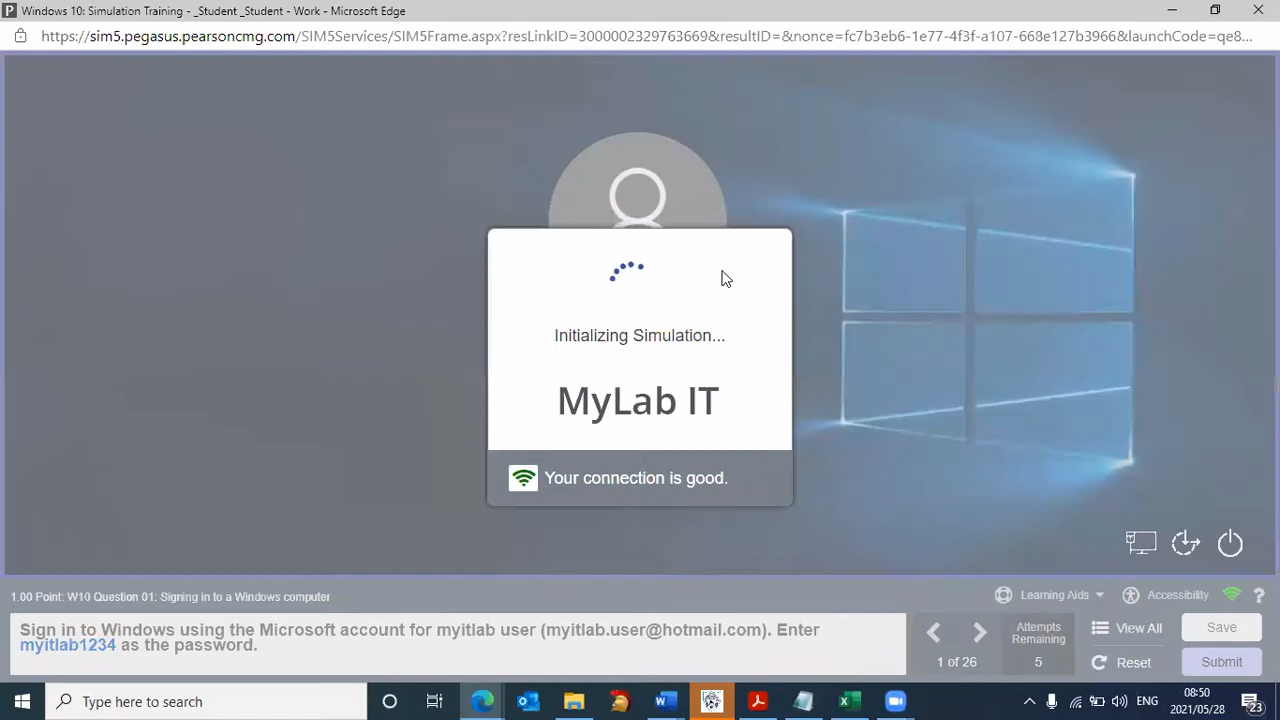 Windows 10: Simulation Training - _Student _Student - Work - Microsoft Edge
https://sim5.pegasus.pearsoncmg.com/SIM5Services/SIM5Frame.aspx?resLinkID=30000023297636​69&resultID=&nonce=fc7b3eb6-1e77-4f3f-a107-668e127b3966&launchCode=qe8...
Initializing Simulation...
MyLab IT
Your connection is good.
1.00 Point: W10 Question 01: Signing in to a Windows computer
Learning Aids
Accessibility
?
Sign in to Windows using the Microsoft account for myitlab user (myitlab.user@hotmail.com). Enter
myitlab1234 as the password.
1 of 26
Attempts
Remaining
5
View All
Reset
Save
Submit
Type here to search
ENG
08:50
2021/05/28
23